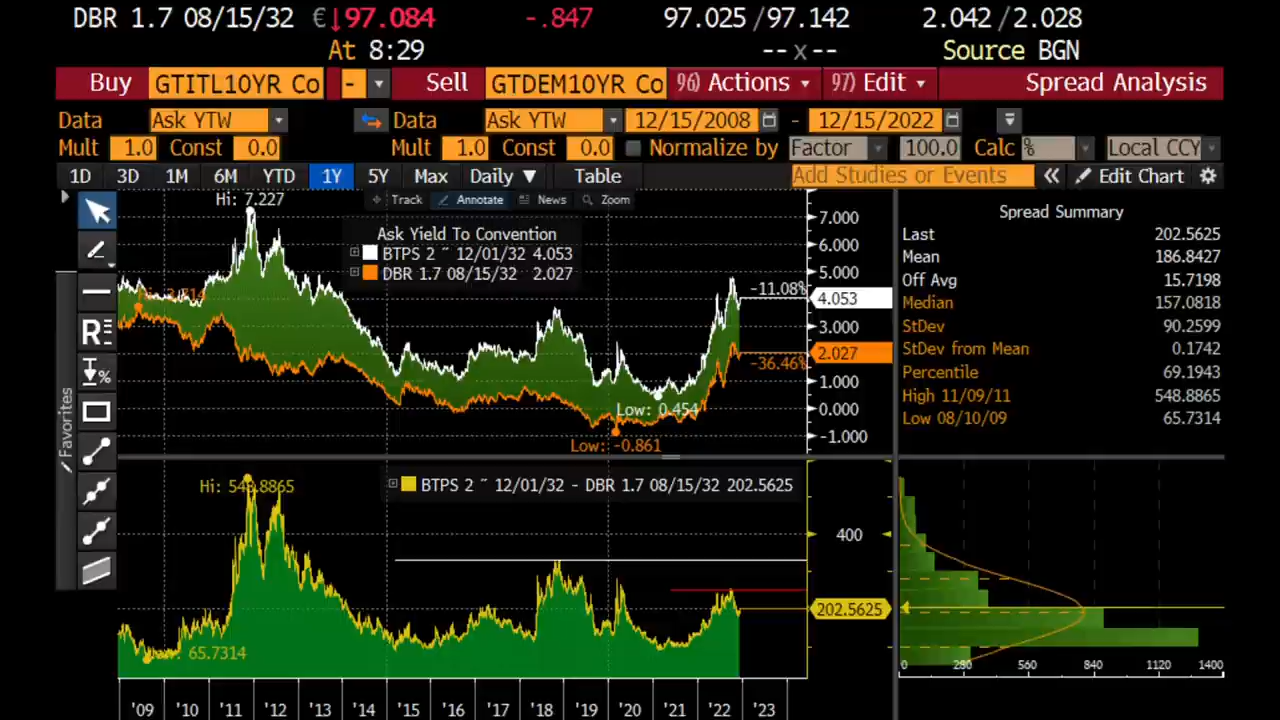 DBR 1.7 08/15/32 €↓97.084 -.847 97.025/97.142 2.042/2.028
At 8:29 --x-- Source BGN
Buy GTITL10YR Co - Sell GTDEM10YR Co 96) Actions 97) Edit Spread Analysis
Data Ask YTW Data Ask YTW 12/15/2008 - 12/15/2022
Mult 1.0 Const 0.0 Mult 1.0 Const 0.0 Normalize by Factor 100.0 Calc % Local CCY
1D 3D 1M 6M YTD 1Y 5Y Max Daily ▼ Table Add Studies or Events « Edit Chart
Track Annotate News Zoom
Hi: 7.227
Ask Yield To Convention
BTPS 2 ½ 12/01/32 4.053
DBR 1.7 08/15/32 2.027
-11.08%
-36.46%
Low: 0.454
Low: -0.861
7.000
6.000
5.000
4.053
3.000
2.027
1.000
0.000
-1.000
Favorites
Spread Summary
Last 202.5625
Mean 186.8427
Off Avg 15.7198
Median 157.0818
StDev 90.2599
StDev from Mean 0.1742
Percentile 69.1943
High 11/09/11 548.8865
Low 08/10/09 65.7314
Hi: 548.8865
BTPS 2 ½ 12/01/32 - DBR 1.7 08/15/32 202.5625
65.7314
400
202.5625
0 280 560 840 1120 1400
'09 '10 '11 '12 '13 '14 '15 '16 '17 '18 '19 '20 '21 '22 '23